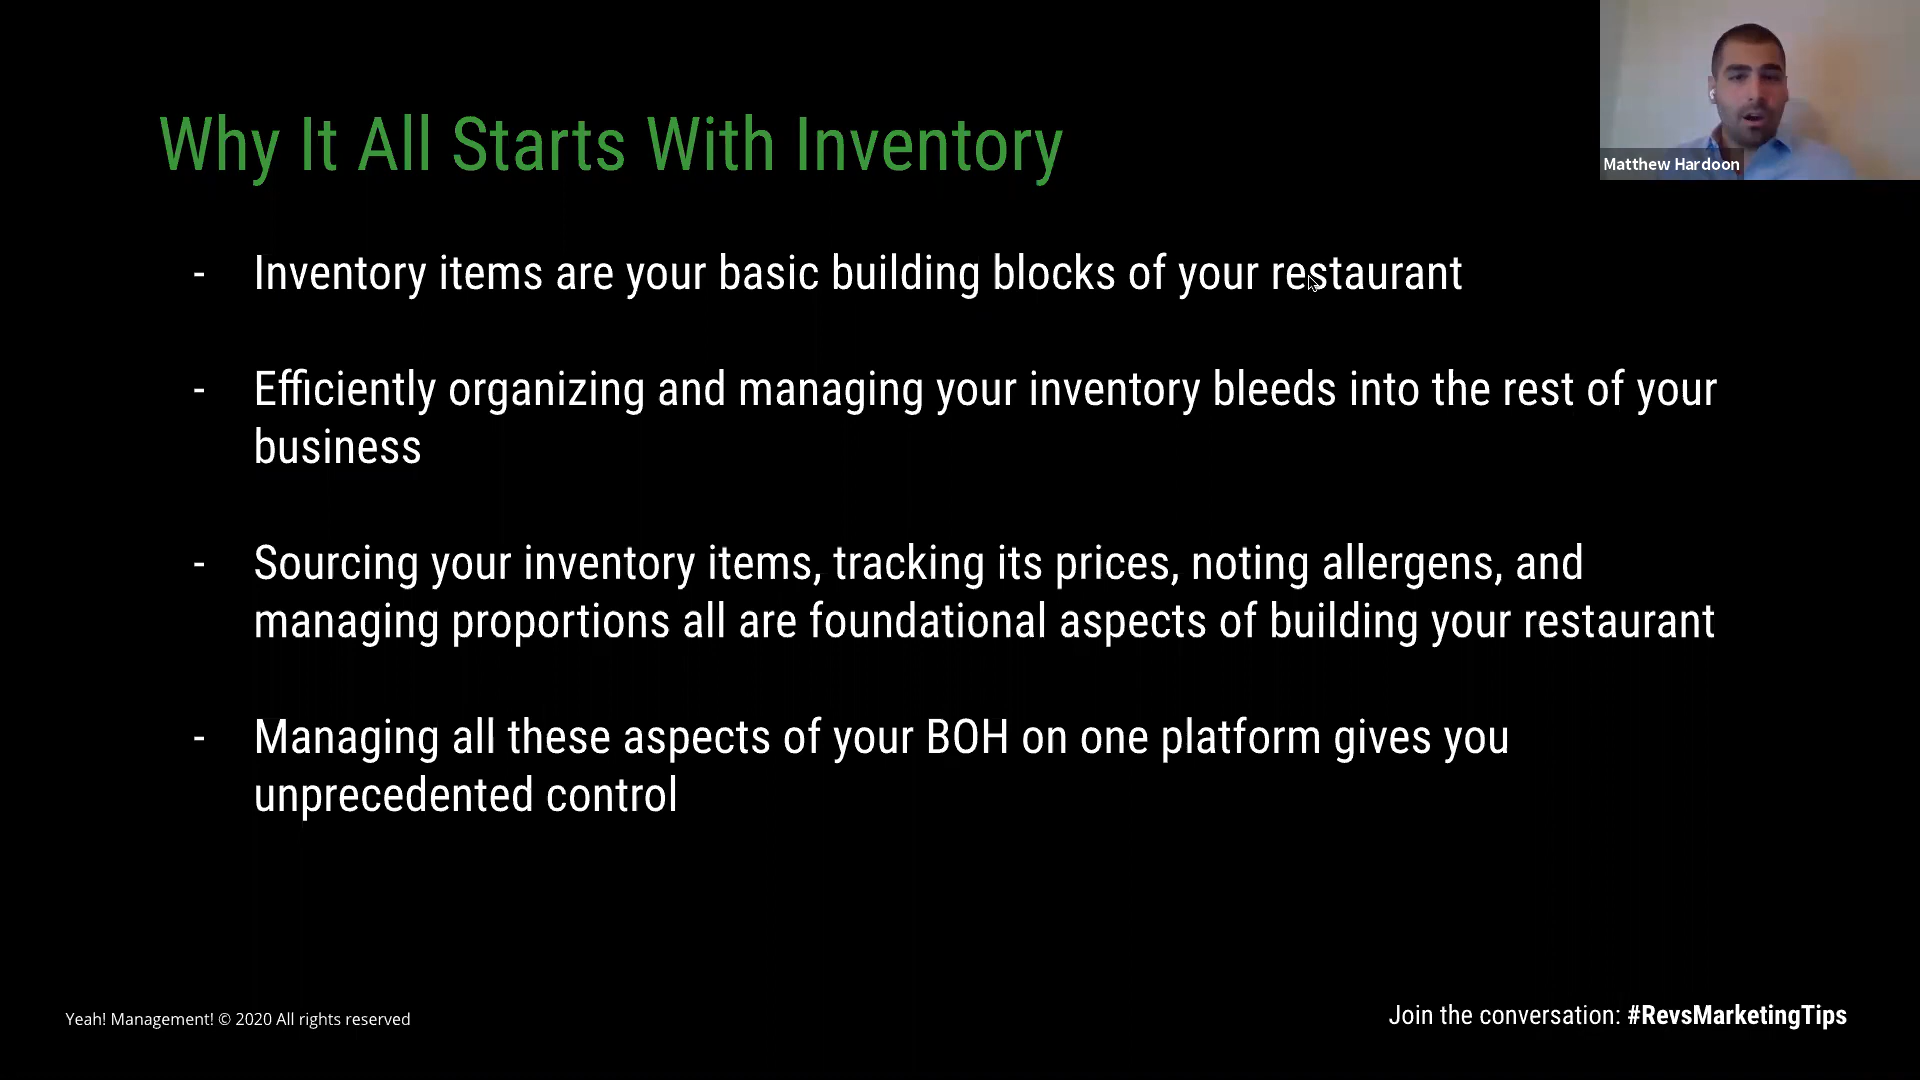 Why It All Starts With Inventory
Matthew Hardoon
- Inventory items are your basic building blocks of your restaurant
- Efficiently organizing and managing your inventory bleeds into the rest of your
business
- Sourcing your inventory items, tracking its prices, noting allergens, and
managing proportions all are foundational aspects of building your restaurant
- Managing all these aspects of your BOH on one platform gives you
unprecedented control
Yeah! Management! © 2020 All rights reserved
Join the conversation: #RevsMarketingTips